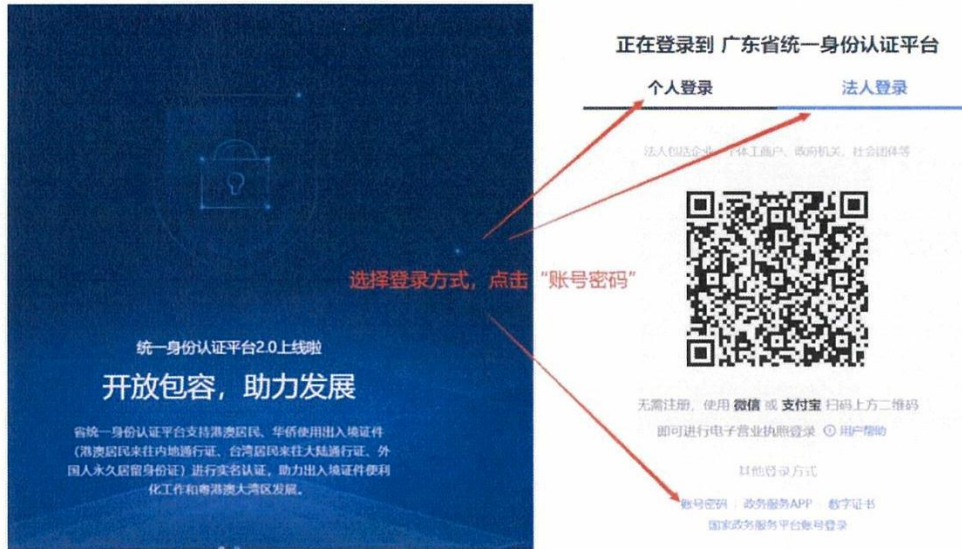 正在登录到 广东省统一身份认证平台
个人登录
法人登录
法人包括企业、个体工商户、政府机关、社会团体等
选择登录方式，点击“账号密码”
统一身份认证平台2.0上线啦
开放包容，助力发展
省统一身份认证平台支持港澳居民、华侨使用出入境证件
（港澳居民来往内地通行证、台湾居民来往大陆通行证、外
国人永久居留身份证）进行实名认证，助力出入境证件便利
化工作和粤港澳大湾区发展。
无需注册，使用 微信 或 支付宝 扫码上方二维码
即可进行电子营业执照登录 用户帮助
其他登录方式
账号密码 | 政务服务APP | 数字证书
国家政务服务平台账号登录